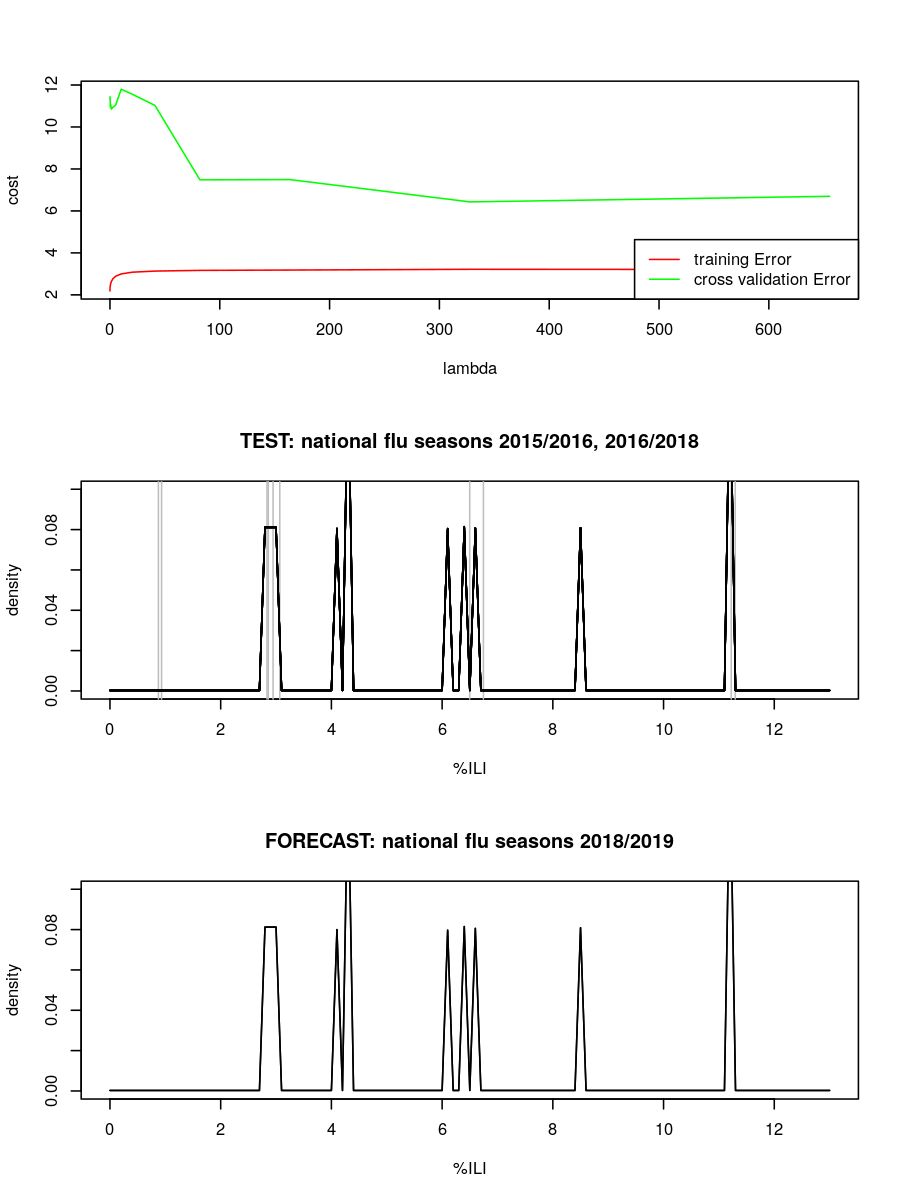 12
10
8
6
4
2
cost
training Error
cross validation Error
0 100 200 300 400 500 600
lambda
TEST: national flu seasons 2015/2016, 2016/2018
0.08
0.04
0.00
density
0 2 4 6 8 10 12
%ILI
FORECAST: national flu seasons 2018/2019
0.08
0.04
0.00
density
0 2 4 6 8 10 12
%ILI